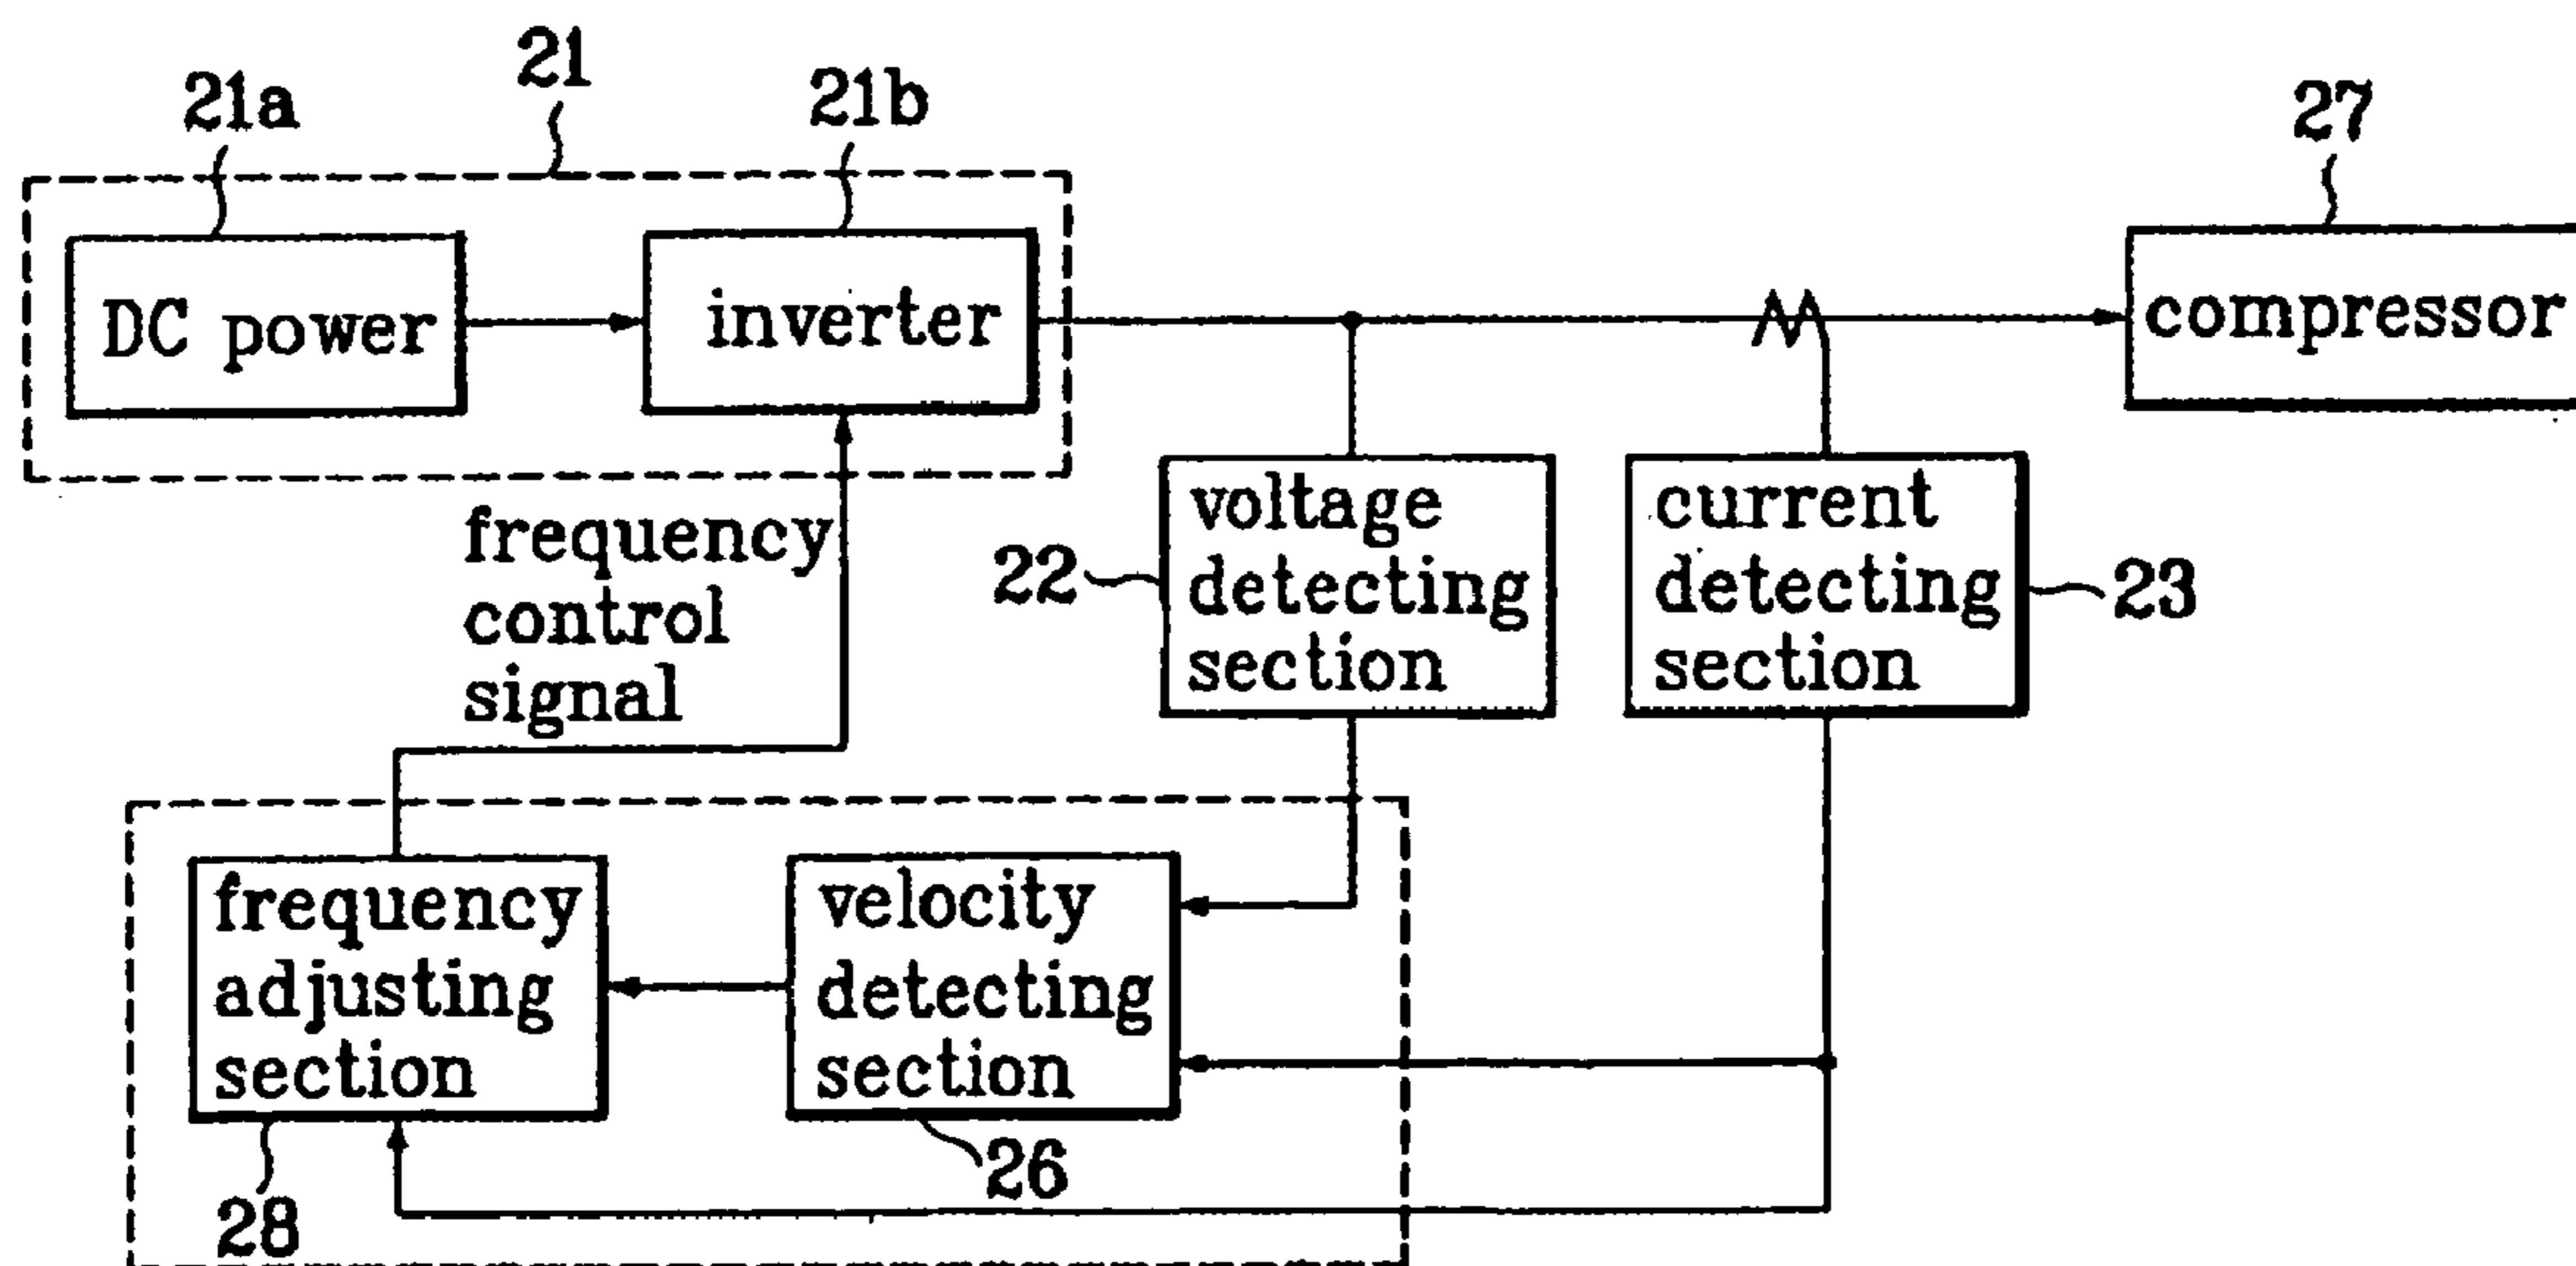 21
21a
21b
27
DC power
inverter
compressor
frequency
control
signal
22
voltage
detecting
section
current
detecting
section
23
frequency
adjusting
section
velocity
detecting
section
26
28